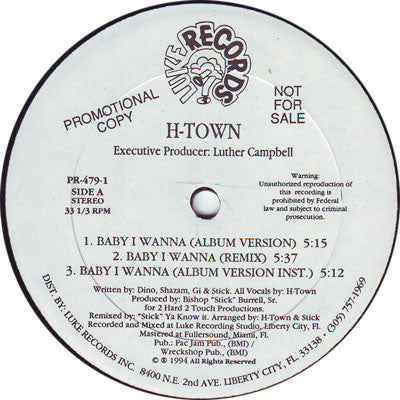 LUKE RECORDS
PROMOTIONAL
COPY
NOT
FOR
SALE
H-TOWN
Executive Producer: Luther Campbell
PR-479-1
SIDE A
STEREO
33 1/3 RPM
Warning:
Unauthorized reproduction of
this recording is
prohibited by Federal
law and subject to criminal
prosecution.
1. BABY I WANNA (ALBUM VERSION) 5:15
2. BABY I WANNA (REMIX) 5:37
3. BABY I WANNA (ALBUM VERSION INST.) 5:12
Written by: Dino, Shazam, Gi & Stick. All Vocals by: H-Town
Produced by: Bishop "Stick" Burrell, Sr.
for 2 Hard 2 Touch Productions.
Remixed by: "Stick" Ya Know it. Arranged by: H-Town & Stick
Recorded and Mixed at Luke Recording Studio, Liberty City, Fl.
Mastered at Fullersound, Miami, Fl.
Pub.: Pac Jam Pub., (BMI) /
Wreckshop Pub., (BMI)
℗ © 1994 All Rights Reserved
DIST. BY: LUKE RECORDS INC. 8400 N.E. 2nd AVE. LIBERTY CITY, FL 33138 . (305) 757-1969